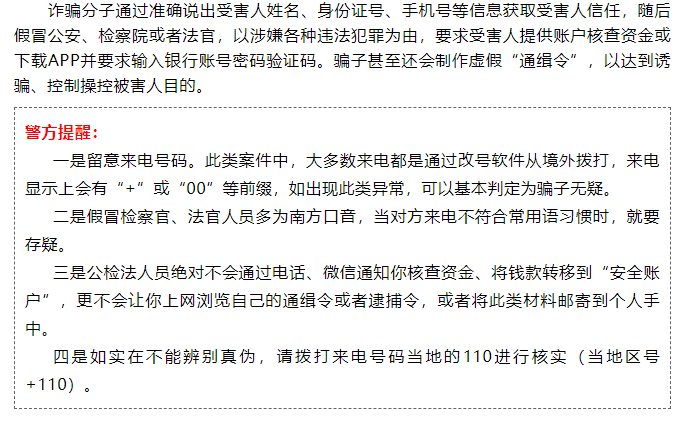 诈骗分子通过准确说出受害人姓名、身份证号、手机号等信息获取受害人信任，随后
假冒公安、检察院或者法官，以涉嫌各种违法犯罪为由，要求受害人提供账户核查资金或
下载APP并要求输入银行账号密码验证码。骗子甚至还会制作虚假“通缉令”，以达到诱
骗、控制操控被害人目的。
警方提醒：
一是留意来电号码。此类案件中，大多数来电都是通过改号软件从境外拨打，来电
显示上会有“+”或“00”等前缀，如出现此类异常，可以基本判定为骗子无疑。
二是假冒检察官、法官人员多为南方口音，当对方来电不符合常用语习惯时，就要
存疑。
三是公检法人员绝对不会通过电话、微信通知你核查资金、将钱款转移到“安全账
户”，更不会让你上网浏览自己的通缉令或者逮捕令，或者将此类材料邮寄到个人手
中。
四是如实在不能辨别真伪，请拨打来电号码当地的110进行核实（当地区号
+110）。